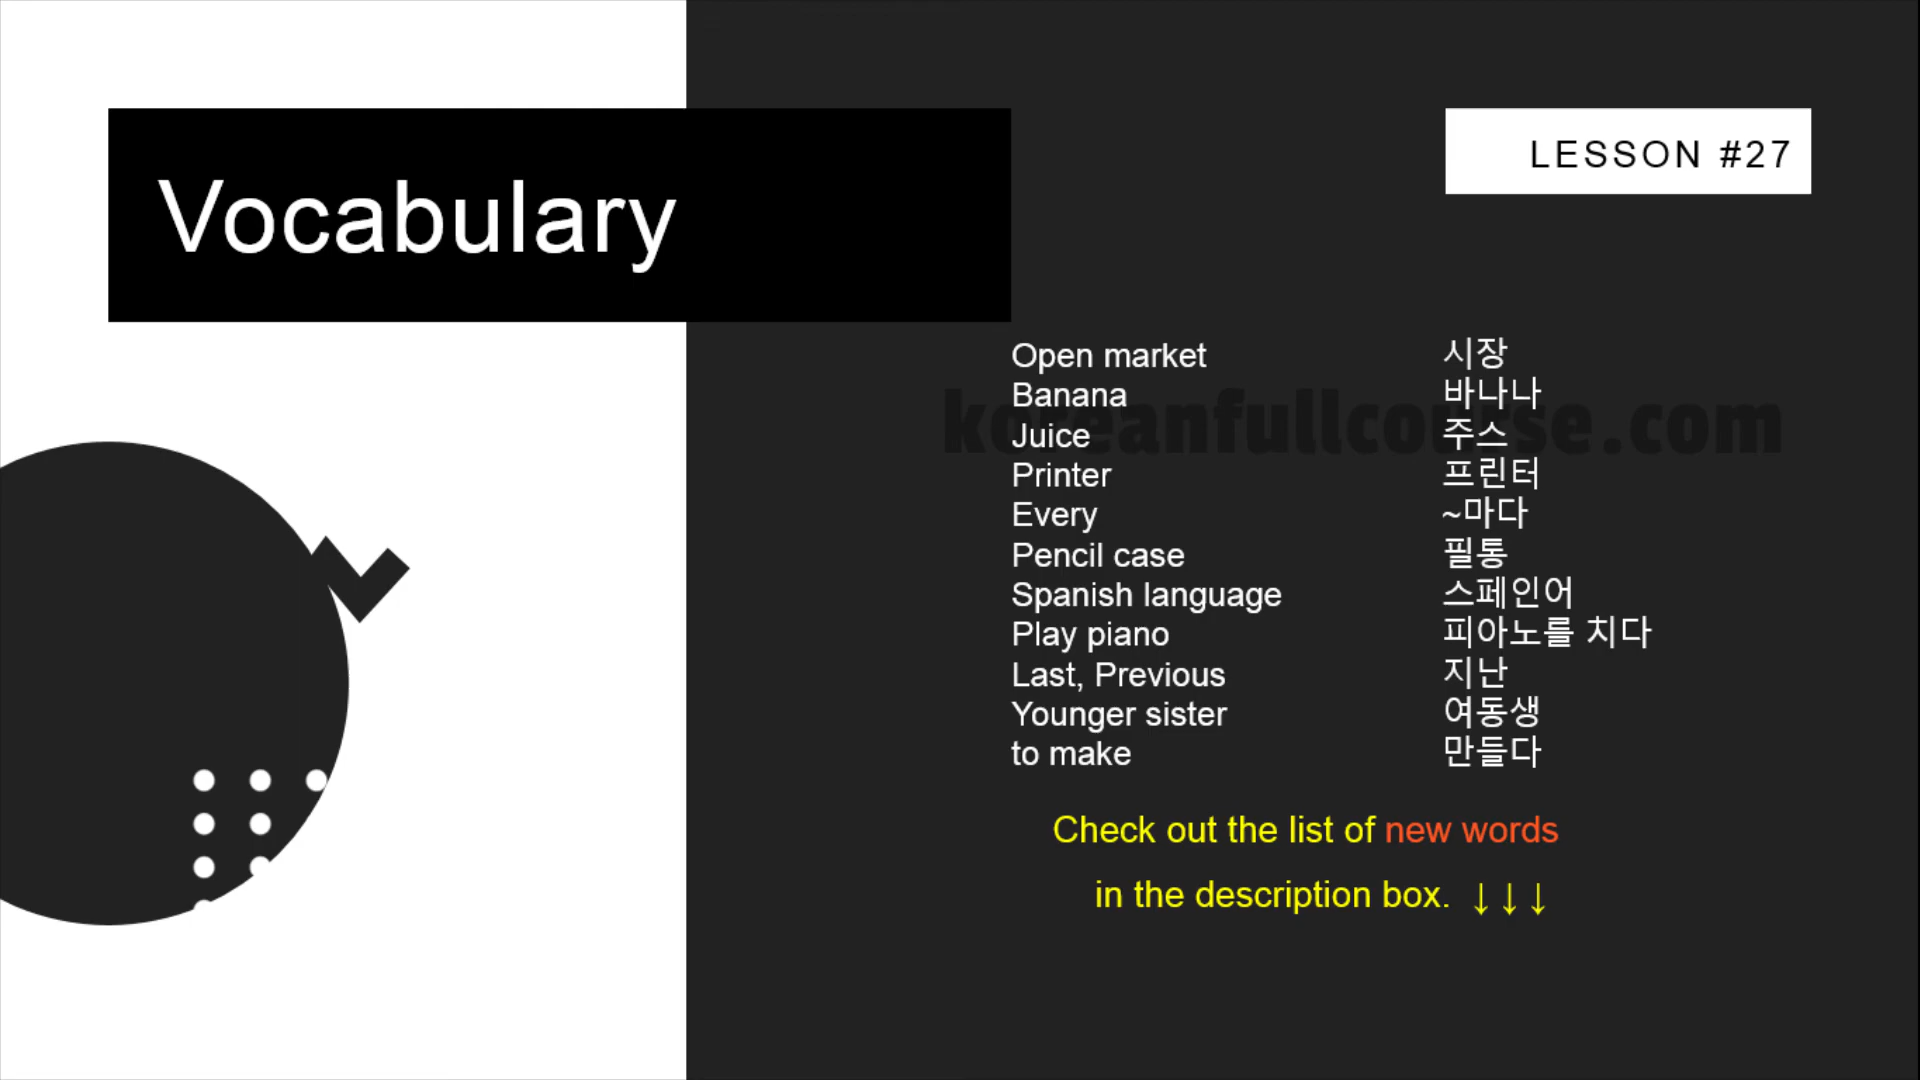 LESSON #27
Vocabulary
Open market 시장
Banana 바나나
koreanfullcourse.com
Juice 주스
Printer 프린터
Every ~마다
Pencil case 필통
Spanish language 스페인어
Play piano 피아노를 치다
Last, Previous 지난
Younger sister 여동생
to make 만들다
Check out the list of new words
in the description box. ↓↓↓